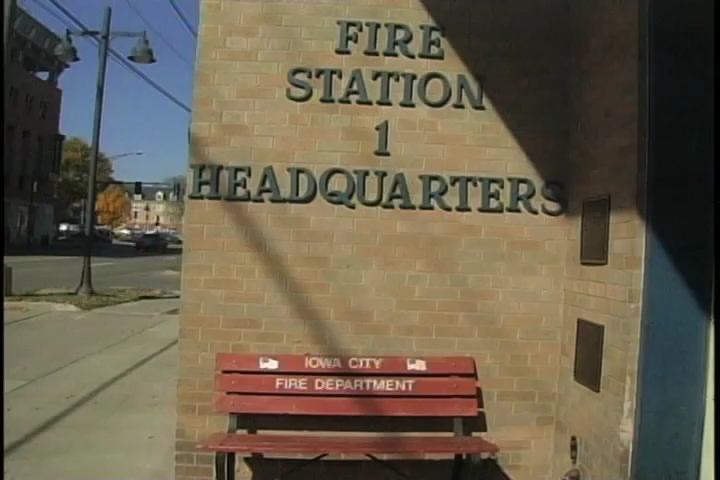 FIRE
STATION
1
HEADQUARTERS
IOWA CITY
FIRE DEPARTMENT